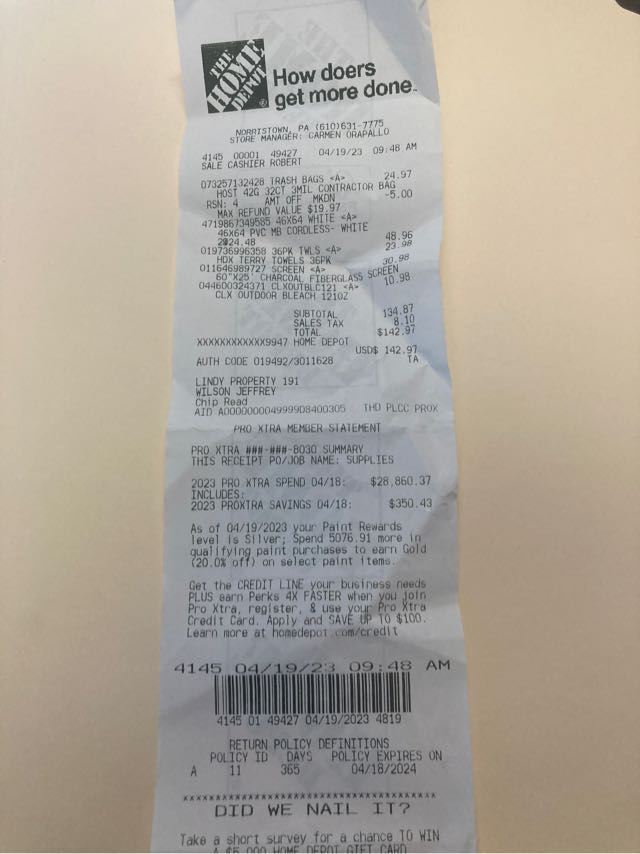 THE HOME DEPOT
How doers
get more done.
NORRISTOWN, PA (610)631-7775
STORE MANAGER: CARMEN ORAPALLO
4145 00001 49427 04/19/23 09:48 AM
SALE CASHIER ROBERT
073257132428 TRASH BAGS <A> 24.97
HOST 42G 32CT 3MIL CONTRACTOR BAG
RSN: 4 AMT OFF MKDN -5.00
MAX REFUND VALUE $19.97
4719867349585 46X64 WHITE <A>
46X64 PVC MB CORDLESS- WHITE
2@24.48 48.96
019736996358 36PK TWLS <A> 23.98
HDX TERRY TOWELS 36PK
011646989727 SCREEN <A> 30.98
60"X25' CHARCOAL FIBERGLASS SCREEN
044600324371 CLXOUTBLC121 <A> 10.98
CLX OUTDOOR BLEACH 121OZ
SUBTOTAL 134.87
SALES TAX 8.10
TOTAL $142.97
XXXXXXXXXXXX9947 HOME DEPOT
USD$ 142.97
AUTH CODE 019492/3011628 TA
LINDY PROPERTY 191
WILSON JEFFREY
Chip Read
AID A0000000049999D8400305 THD PLCC PROX
PRO XTRA MEMBER STATEMENT
PRO XTRA ###-###-8030 SUMMARY
THIS RECEIPT PO/JOB NAME: SUPPLIES
2023 PRO XTRA SPEND 04/18: $28,860.37
INCLUDES:
2023 PROXTRA SAVINGS 04/18: $350.43
As of 04/19/2023 your Paint Rewards
level is Silver; Spend 5076.91 more in
qualifying paint purchases to earn Gold
(20.0% off) on select paint items.
Get the CREDIT LINE your business needs
PLUS earn Perks 4X FASTER when you join
Pro Xtra, register, & use your Pro Xtra
Credit Card. Apply and SAVE UP TO $100.
Learn more at homedepot.com/credit
4145 04/19/23 09:48 AM
4145 01 49427 04/19/2023 4819
RETURN POLICY DEFINITIONS
POLICY ID DAYS POLICY EXPIRES ON
A 11 365 04/18/2024
DID WE NAIL IT?
Take a short survey for a chance TO WIN
A $5,000 HOME DEPOT GIFT CARD